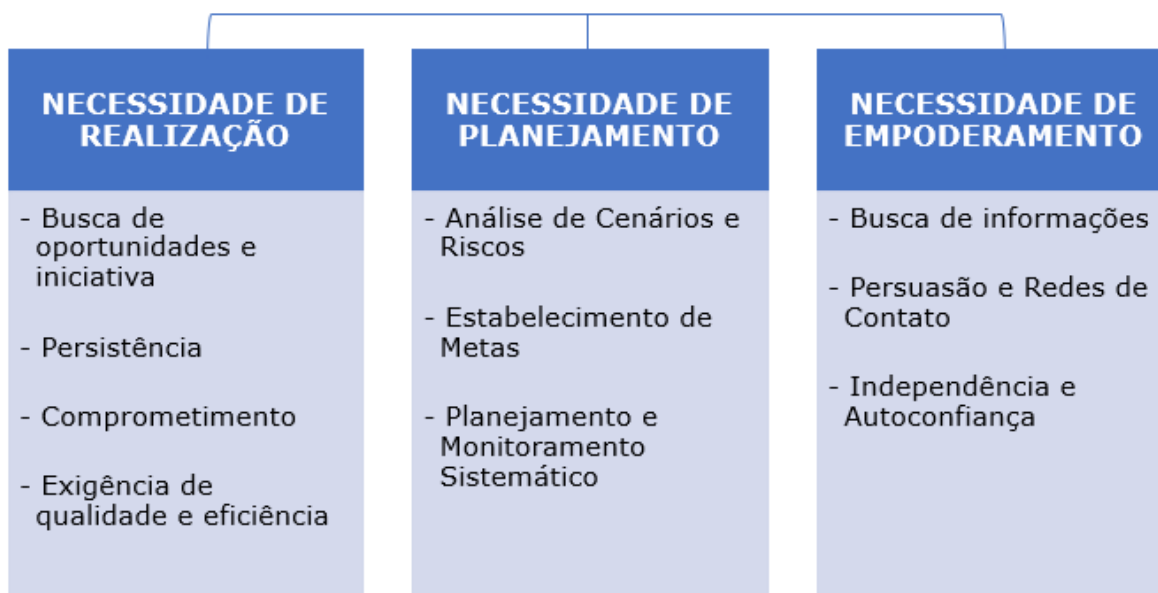 NECESSIDADE DE
REALIZAÇÃO
- Busca de
oportunidades e
iniciativa
- Persistência
- Comprometimento
- Exigência de
qualidade e eficiência
NECESSIDADE DE
PLANEJAMENTO
- Análise de Cenários e
Riscos
- Estabelecimento de
Metas
- Planejamento e
Monitoramento
Sistemático
NECESSIDADE DE
EMPODERAMENTO
- Busca de informações
- Persuasão e Redes de
Contato
- Independência e
Autoconfiança